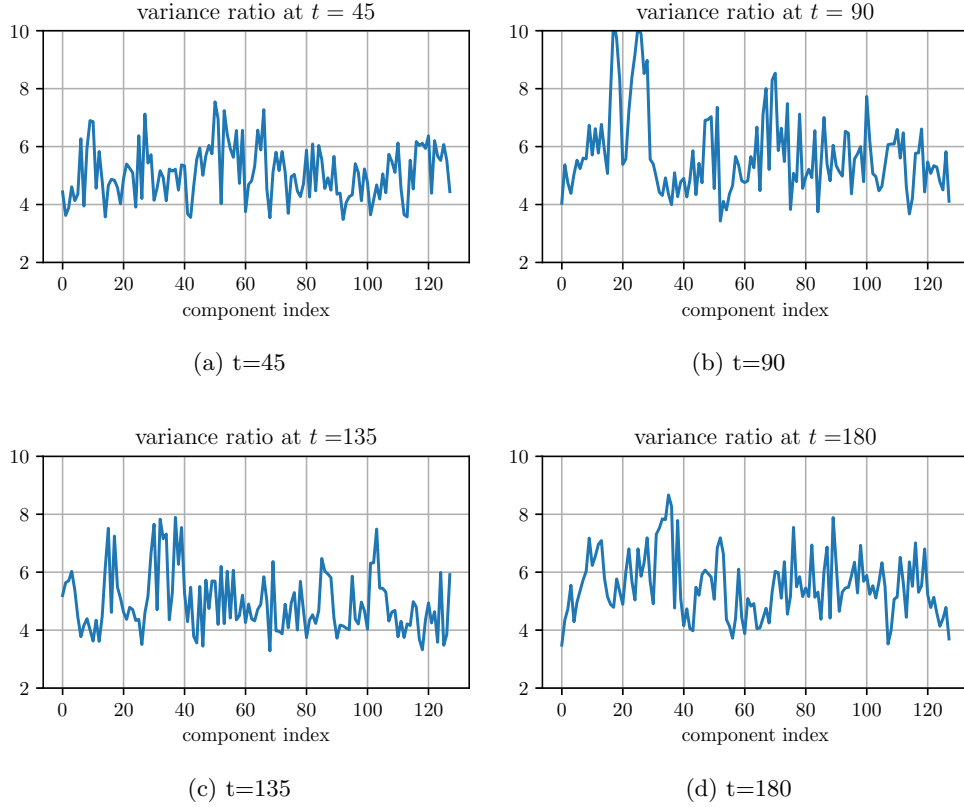 variance ratio at t = 45
10
8
6
4
2
0 20 40 60 80 100 120
component index
(a) t=45
variance ratio at t = 90
10
8
6
4
2
0 20 40 60 80 100 120
component index
(b) t=90
variance ratio at t =135
10
8
6
4
2
0 20 40 60 80 100 120
component index
(c) t=135
variance ratio at t =180
10
8
6
4
2
0 20 40 60 80 100 120
component index
(d) t=180